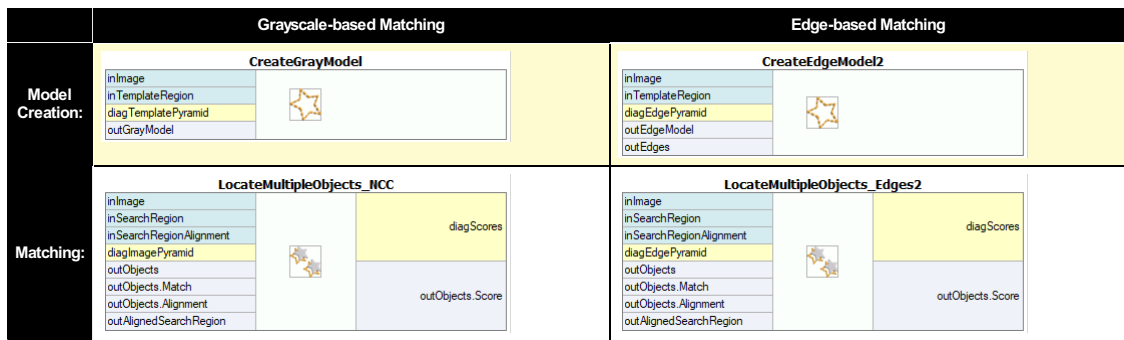 Grayscale-based Matching
Edge-based Matching
Model
Creation:
CreateGrayModel
inImage
inTemplateRegion
diagTemplatePyramid
outGrayModel
CreateEdgeModel2
inImage
inTemplateRegion
diagEdgePyramid
outEdgeModel
outEdges
Matching:
LocateMultipleObjects_NCC
inImage
inSearchRegion
inSearchRegionAlignment
diagImagePyramid
outObjects
outObjects.Match
outObjects.Alignment
outAlignedSearchRegion
diagScores
outObjects.Score
LocateMultipleObjects_Edges2
inImage
inSearchRegion
inSearchRegionAlignment
diagEdgePyramid
outObjects
outObjects.Match
outObjects.Alignment
outAlignedSearchRegion
diagScores
outObjects.Score